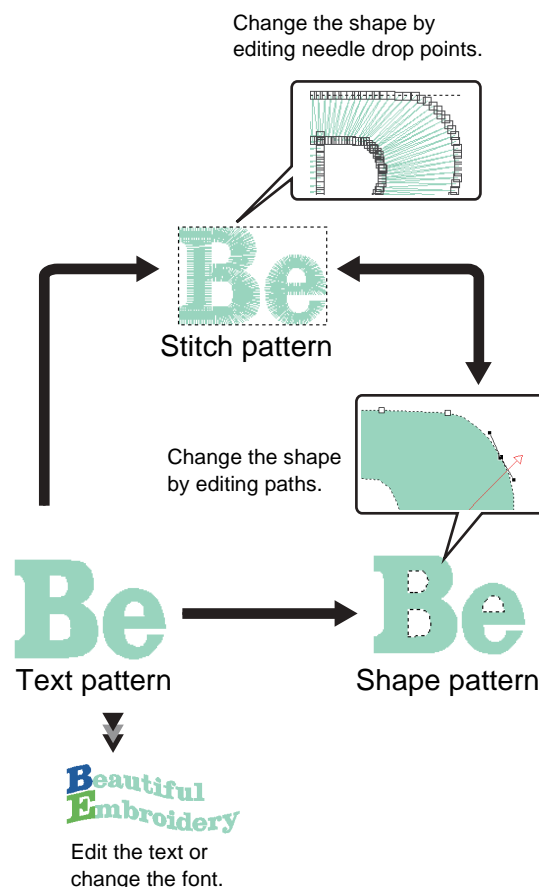 Change the shape by
editing needle drop points.
Be
Stitch pattern
Change the shape
by editing paths.
Be
Text pattern
Be
Shape pattern
Beautiful
Embroidery
Edit the text or
change the font.